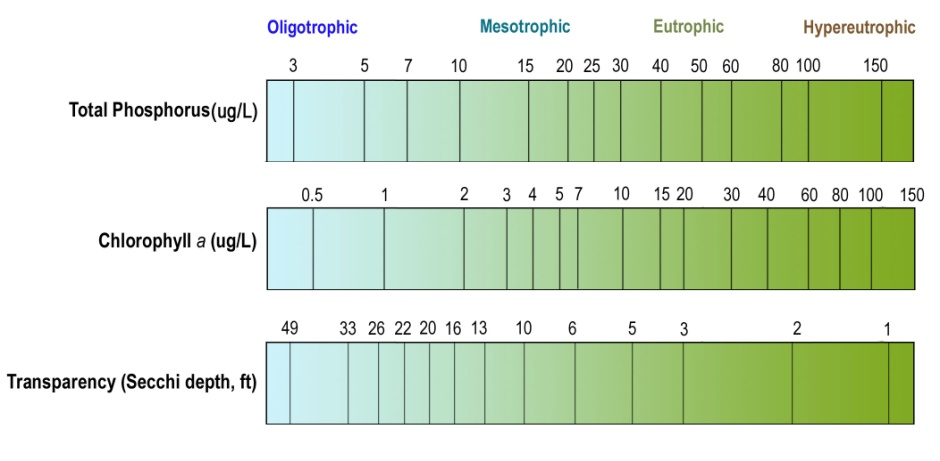 Oligotrophic Mesotrophic Eutrophic Hypereutrophic
3 5 7 10 15 20 25 30 40 50 60 80 100 150
Total Phosphorus(ug/L)
0.5 1 2 3 4 5 7 10 15 20 30 40 60 80 100 150
Chlorophyll a (ug/L)
49 33 26 22 20 16 13 10 6 5 3 2 1
Transparency (Secchi depth, ft)